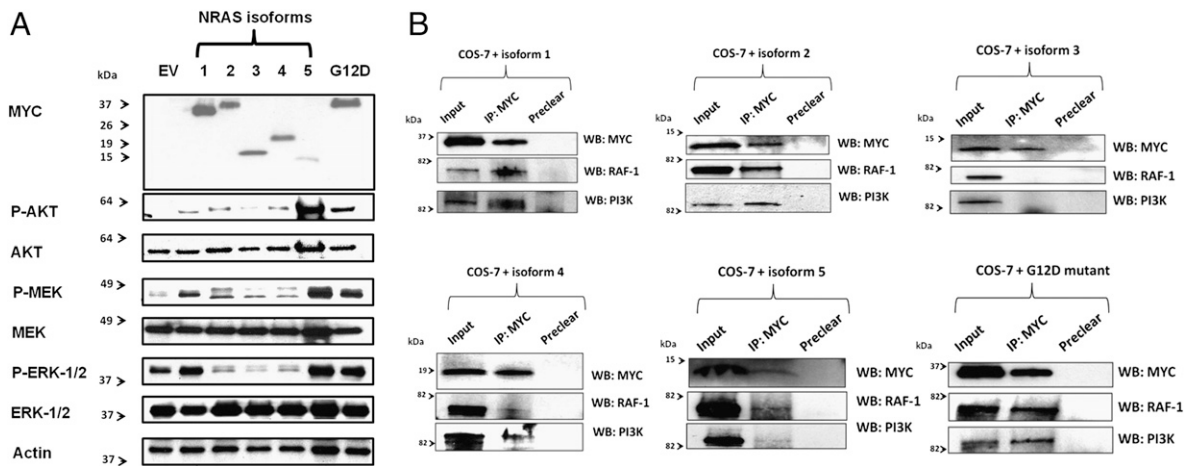 A
NRAS isoforms
kDa EV 1 2 3 4 5 G12D
MYC
37
26
19
15
P-AKT
64
AKT
64
P-MEK
49
MEK
49
P-ERK-1/2
37
ERK-1/2
37
Actin
37
B
COS-7 + isoform 1
Input IP: MYC Preclear
kDa
37
WB: MYC
82
WB: RAF-1
82
WB: PI3K
COS-7 + isoform 2
Input IP: MYC Preclear
kDa
15
WB: MYC
82
WB: RAF-1
82
WB: PI3K
COS-7 + isoform 3
Input IP: MYC Preclear
kDa
15
WB: MYC
82
WB: RAF-1
82
WB: PI3K
COS-7 + isoform 4
Input IP: MYC Preclear
kDa
19
WB: MYC
82
WB: RAF-1
82
WB: PI3K
COS-7 + isoform 5
Input IP: MYC Preclear
kDa
15
WB: MYC
82
WB: RAF-1
82
WB: PI3K
COS-7 + G12D mutant
Input IP: MYC Preclear
kDa
37
WB: MYC
82
WB: RAF-1
82
WB: PI3K